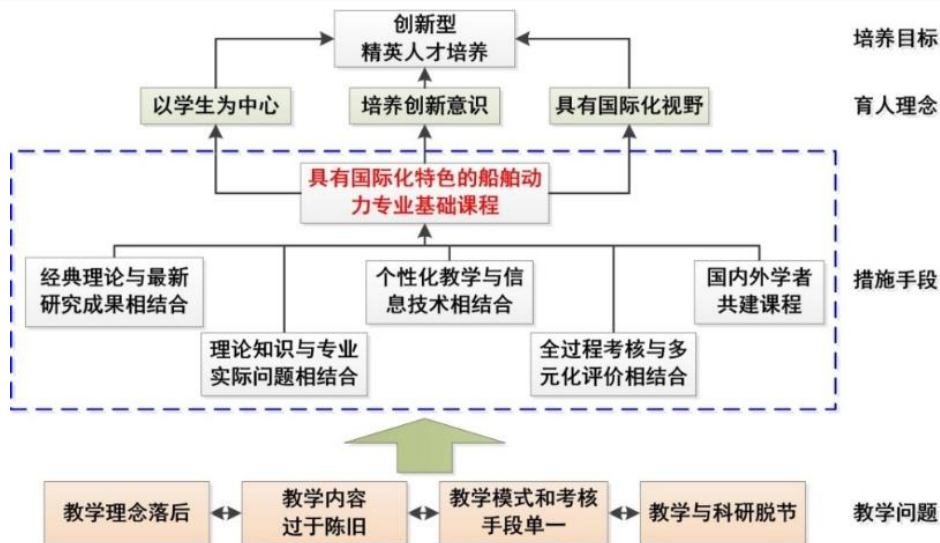 创新型
精英人才培养
培养目标
以学生为中心
培养创新意识
具有国际化视野
育人理念
具有国际化特色的船舶动
力专业基础课程
经典理论与最新
研究成果相结合
个性化教学与信
息技术相结合
国内外学者
共建课程
措施手段
理论知识与专业
实际问题相结合
全过程考核与多
元化评价相结合
教学理念落后
教学内容
过于陈旧
教学模式和考核
手段单一
教学与科研脱节
教学问题